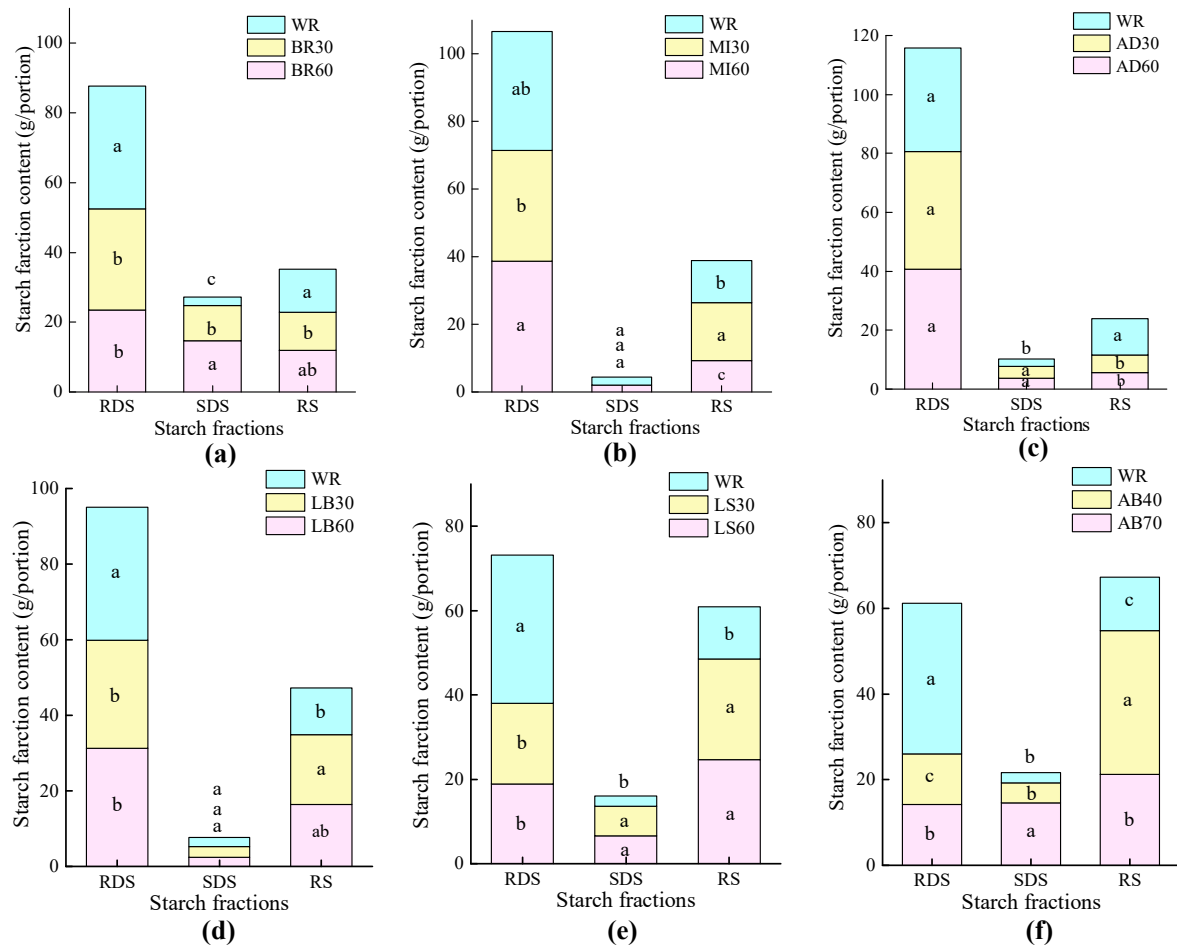 WR
BR30
BR60
Starch farction content (g/portion)
100
80
60
40
20
0
a
b
b
c
b
a
a
b
ab
RDS SDS RS
Starch fractions
(a)
WR
MI30
MI60
Starch farction content (g/portion)
100
80
60
40
20
0
ab
b
a
a
a
a
b
a
c
RDS SDS RS
Starch fractions
(b)
WR
AD30
AD60
Starch farction content (g/portion)
120
100
80
60
40
20
0
a
a
a
b
a
a
a
b
b
RDS SDS RS
Starch fractions
(c)
WR
LB30
LB60
Starch farction content (g/portion)
100
80
60
40
20
0
a
b
b
a
a
a
b
a
ab
RDS SDS RS
Starch fractions
(d)
WR
LS30
LS60
Starch farction content (g/portion)
80
60
40
20
0
a
b
b
b
a
a
b
a
a
RDS SDS RS
Starch fractions
(e)
WR
AB40
AB70
Starch farction content (g/portion)
80
60
40
20
0
a
c
b
b
b
a
c
a
b
RDS SDS RS
Starch fractions
(f)